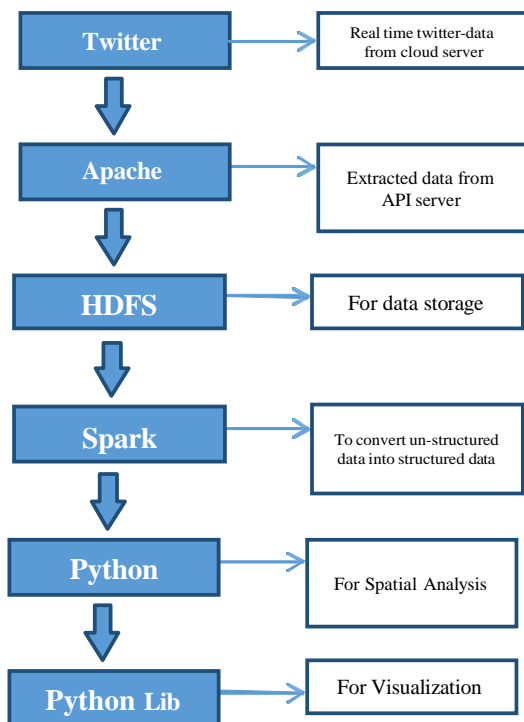 Twitter
Real time twitter-data
from cloud server
Apache
Extracted data from
API server
HDFS
For data storage
Spark
To convert un-structured
data into structured data
Python
For Spatial Analysis
Python Lib
For Visualization